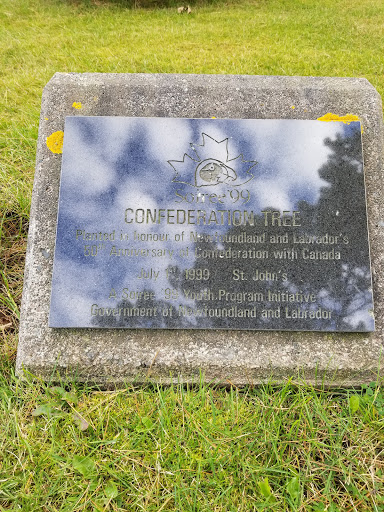 Soiree '99
CONFEDERATION TREE
Planted in honour of Newfoundland and Labrador's
50th Anniversary of Confederation with Canada
July 1, 1999 St. John's
A Soiree '99 Youth Program Initiative
Government of Newfoundland and Labrador